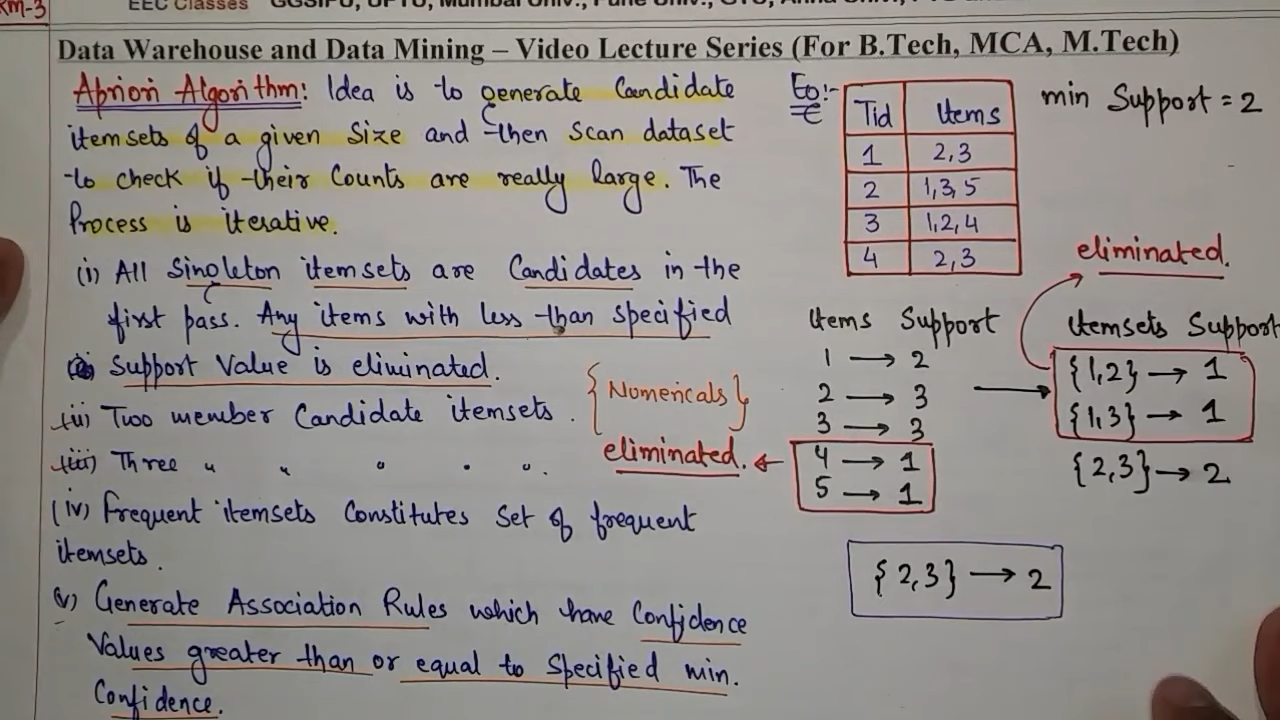 EEC Classes
Data Warehouse and Data Mining – Video Lecture Series (For B.Tech, MCA, M.Tech)
Apriori Algorithm: Idea is to generate Candidate
itemsets of a given Size and then scan dataset
to check if their Counts are really large. The
Process is iterative.
(i) All Singleton itemsets are Candidates in the
first pass. Any items with less than specified
Support Value is eliminated.
(ii) Two member Candidate itemsets.
(iii) Three " " " " ".
(iv) Frequent itemsets Constitutes Set of frequent
itemsets.
(v) Generate Association Rules which have Confidence
Values greater than or equal to Specified min.
Confidence.
{Numericals}
Eg:-
Tid Items
1 2,3
2 1,3,5
3 1,2,4
4 2,3
min Support = 2
eliminated.
Items Support
1 → 2
2 → 3
3 → 3
4 → 1
5 → 1
eliminated. ←
→
Itemsets Support
{1,2} → 1
{1,3} → 1
{2,3} → 2
{2,3} → 2